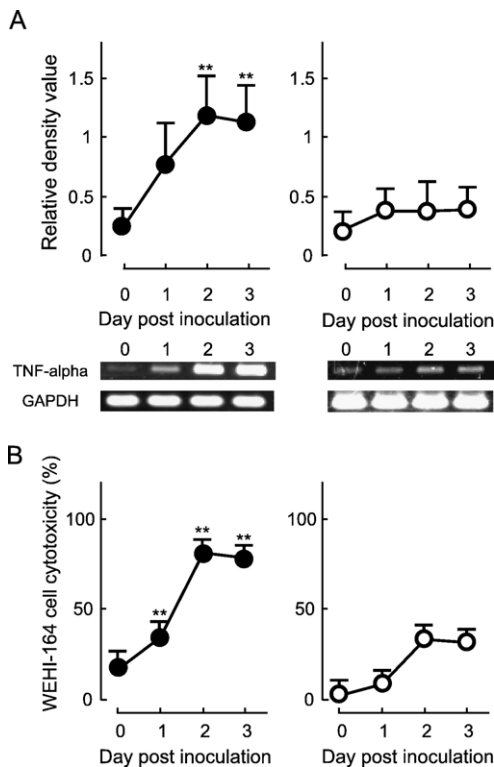 A
Relative density value
1.5
1
0.5
0
** **
0 1 2 3
Day post inoculation
1.5
1
0.5
0
0 1 2 3
Day post inoculation
0 1 2 3
0 1 2 3
TNF-alpha
GAPDH
B
WEHI-164 cell cytotoxicity (%)
100
50
0
** ** **
0 1 2 3
Day post inoculation
100
50
0
0 1 2 3
Day post inoculation